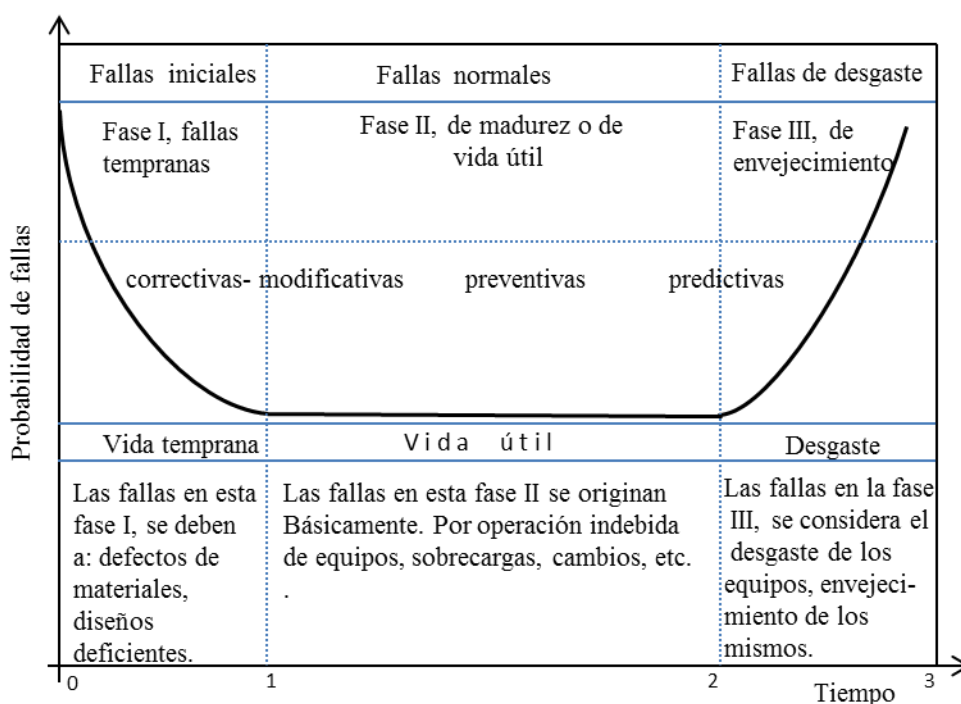 Fallas iniciales
Fallas normales
Fallas de desgaste
Fase I, fallas
tempranas
Fase II, de madurez o de
vida útil
Fase III, de
envejecimiento
Probabilidad de fallas
correctivas- modificativas preventivas predictivas
Vida temprana
Vida útil
Desgaste
Las fallas en esta
fase I, se deben
a: defectos de
materiales,
diseños
deficientes.
Las fallas en esta fase II se originan
Básicamente. Por operación indebida
de equipos, sobrecargas, cambios, etc.
.
Las fallas en la fase
III, se considera el
desgaste de los
equipos, envejeci-
miento de los
mismos.
0 1 2 3
Tiempo